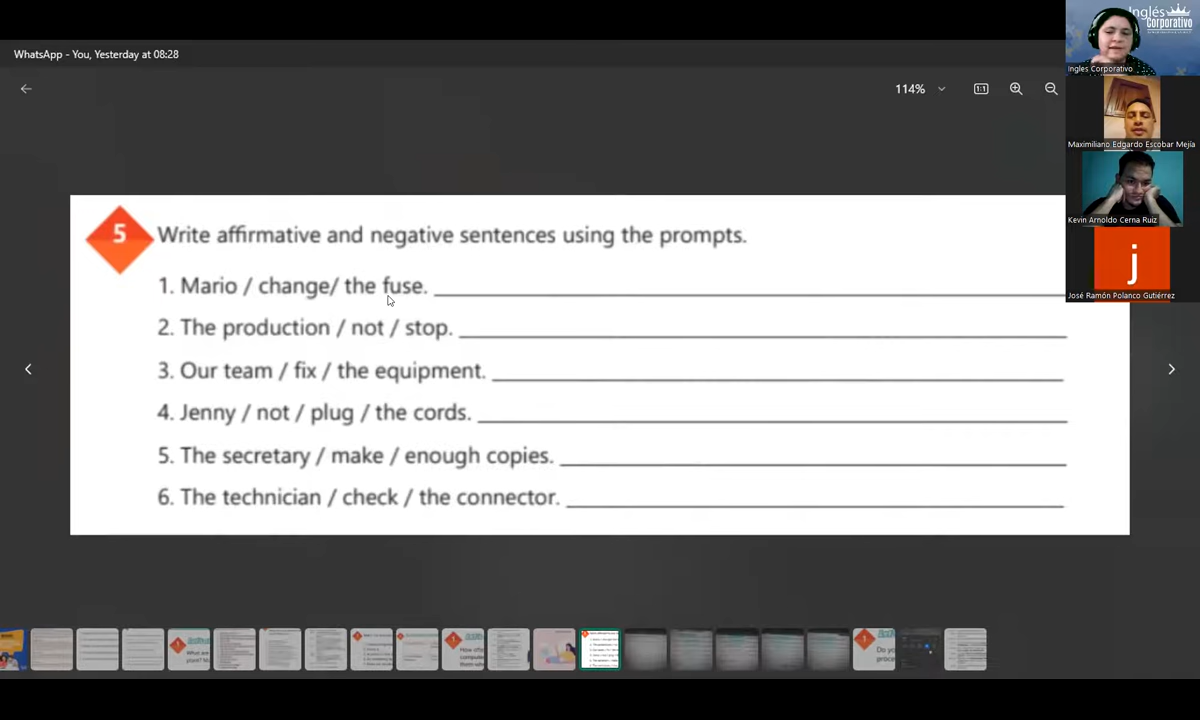 WhatsApp - You, Yesterday at 08:28
114%
1:1
Inglés
Corporativo
Ingles Corporativo
Maximiliano Edgardo Escobar Mejía
Kevin Arnoldo Cerna Ruiz
j
José Ramón Polanco Gutiérrez
5 Write affirmative and negative sentences using the prompts.
1. Mario / change/ the fuse.
2. The production / not / stop.
3. Our team / fix / the equipment.
4. Jenny / not / plug / the cords.
5. The secretary / make / enough copies.
6. The technician / check / the connector.